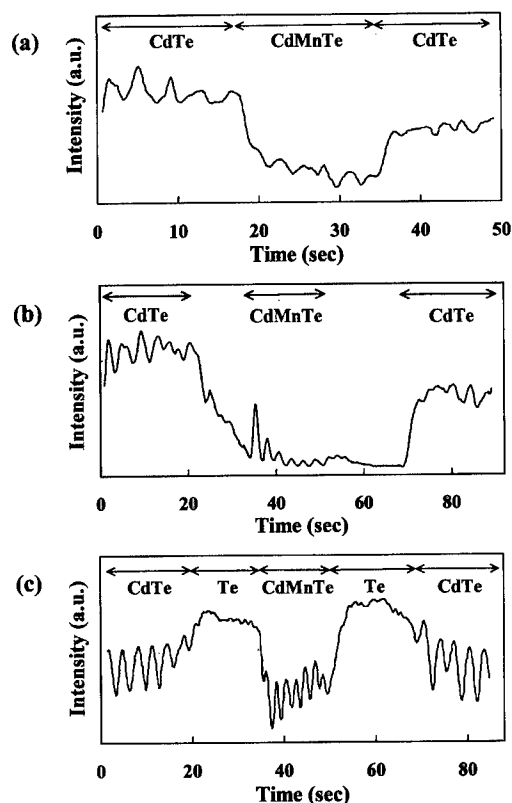 (a)
CdTe CdMnTe CdTe
Intensity (a.u.)
0 10 20 30 40 50
Time (sec)
(b)
CdTe CdMnTe CdTe
Intensity (a.u.)
0 20 40 60 80
Time (sec)
(c)
CdTe Te CdMnTe Te CdTe
Intensity (a.u.)
0 20 40 60 80
Time (sec)